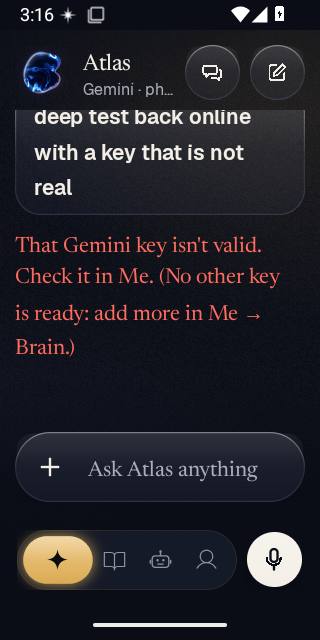 3:16
Atlas
Gemini · ph...
deep test back online
with a key that is not
real
That Gemini key isn't valid.
Check it in Me. (No other key
is ready: add more in Me →
Brain.)
Ask Atlas anything